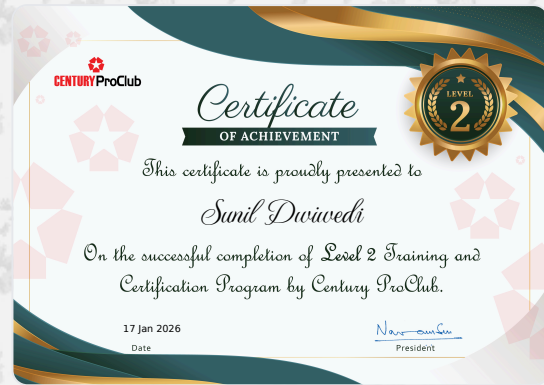 CENTURY ProClub
LEVEL
2
Certificate
OF ACHIEVEMENT
This certificate is proudly presented to
Sunil Dwiwedi
On the successful completion of Level 2 Training and
Certification Program by Century ProClub.
17 Jan 2026
Date
President